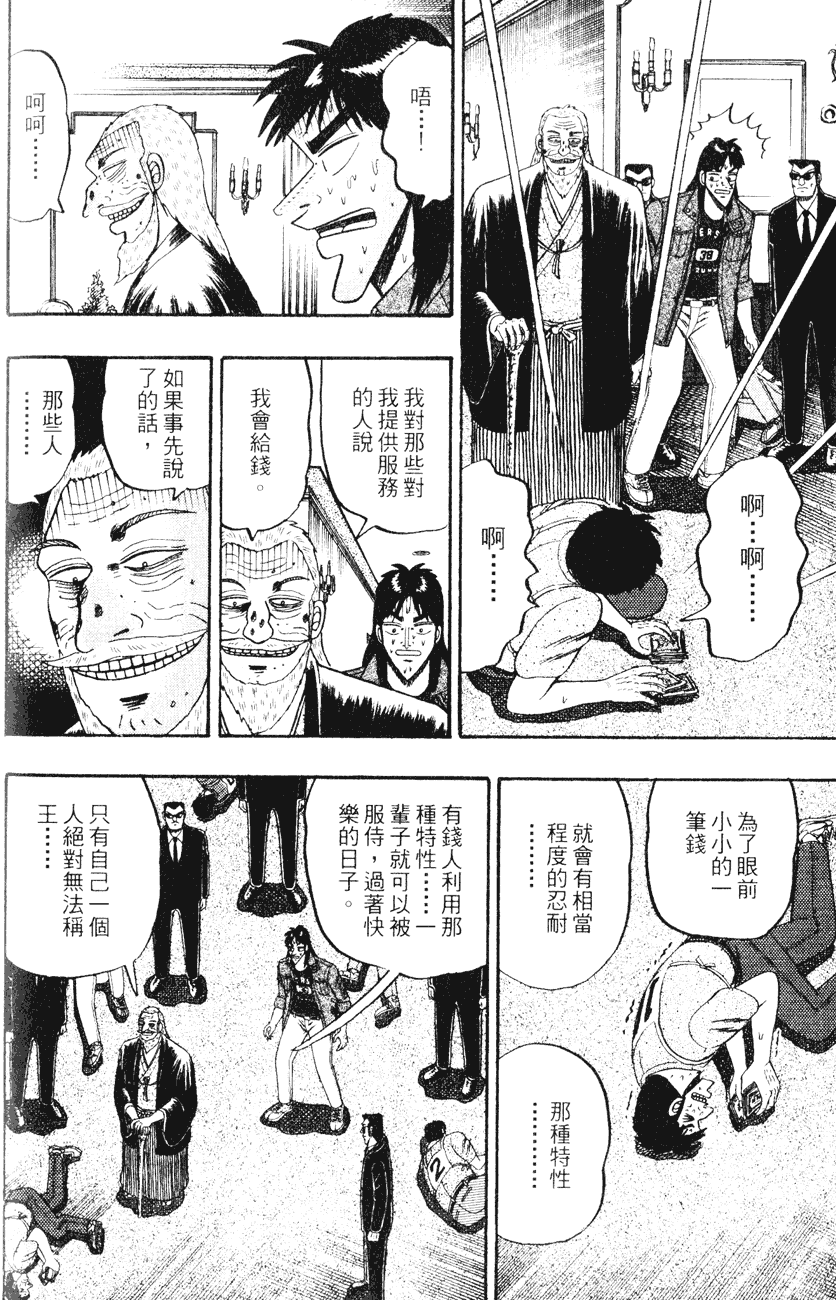 啊…啊……
啊……
ERS
39
唔…！
呵呵……
我對那些對
我提供服務
的人說
我會給錢。
如果事先說
了的話，
那些人
………
為了眼前
小小的一
筆錢
就會有相當
程度的忍耐
………
那種特性
………
有錢人利用那
種特性……一
輩子就可以被
服侍，過著快
樂的日子。
只有自己一個
人絕對無法稱
王……
2